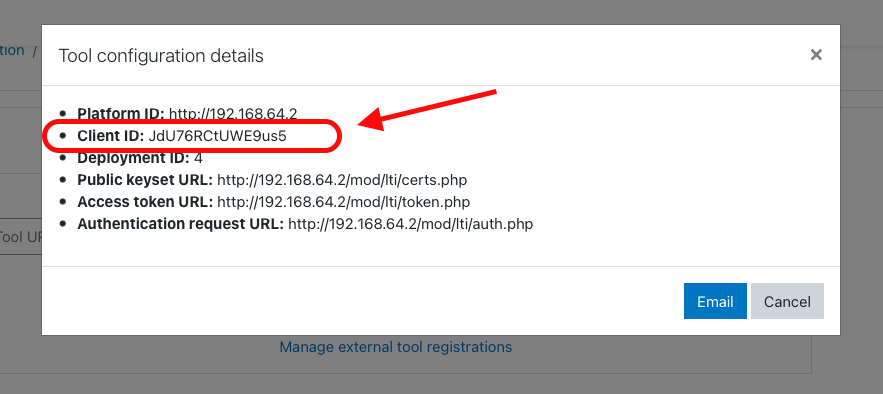 Tool configuration details
×
ation /
Platform ID: http://192.168.64.2
Client ID: JdU76RCtUWE9us5
Deployment ID: 4
Public keyset URL: http://192.168.64.2/mod/lti/certs.php
Access token URL: http://192.168.64.2/mod/lti/token.php
Tool UR
Authentication request URL: http://192.168.64.2/mod/lti/auth.php
Email Cancel
Manage external tool registrations